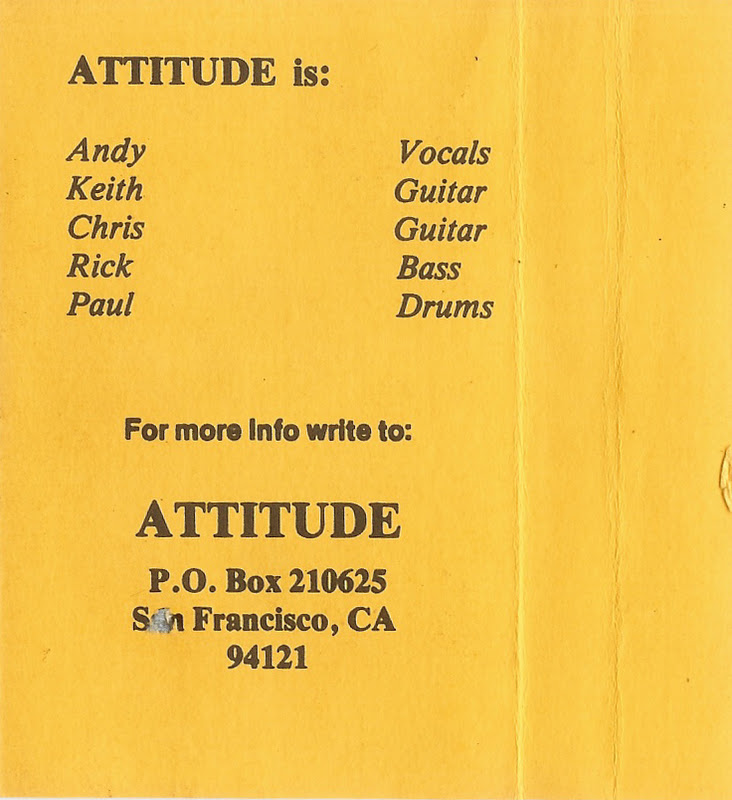 ATTITUDE is:
Andy Vocals
Keith Guitar
Chris Guitar
Rick Bass
Paul Drums
For more info write to:
ATTITUDE
P.O. Box 210625
San Francisco, CA
94121